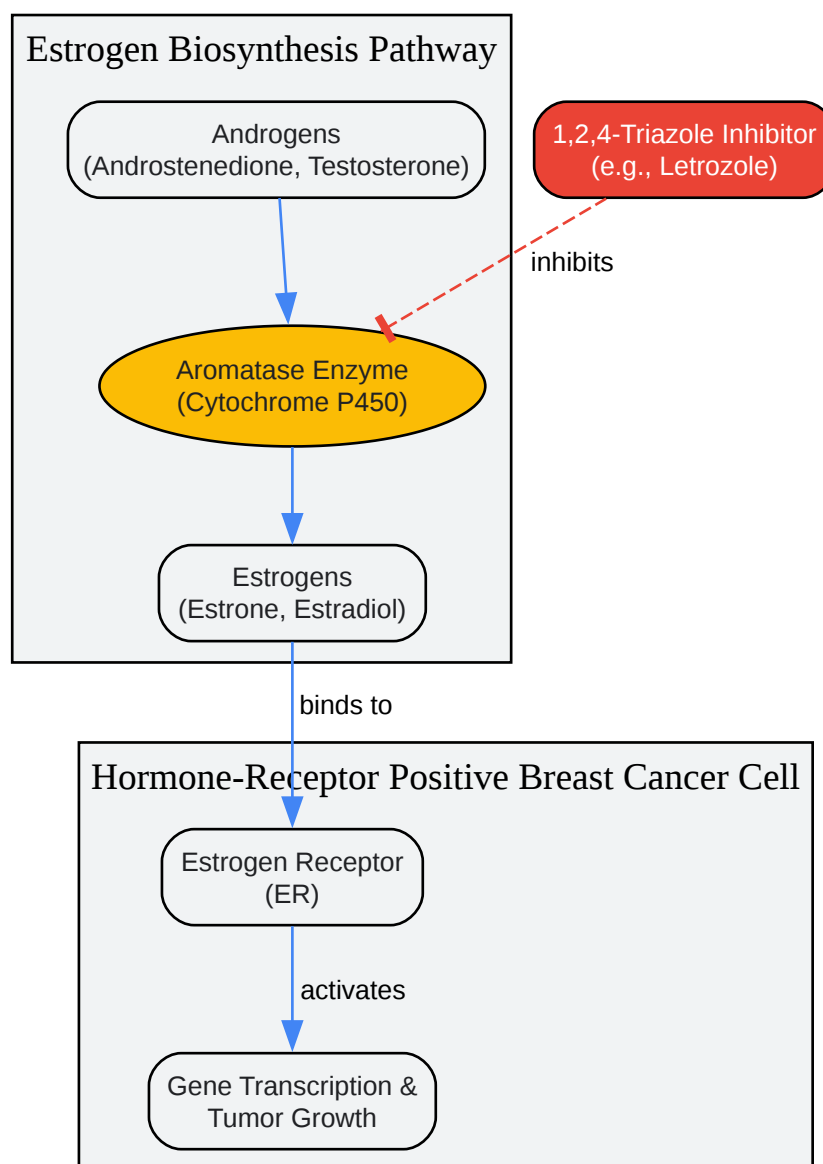 Estrogen Biosynthesis Pathway
Androgens
(Androstenedione, Testosterone)
1,2,4-Triazole Inhibitor
(e.g., Letrozole)
inhibits
Aromatase Enzyme
(Cytochrome P450)
Estrogens
(Estrone, Estradiol)
binds to
Hormone-Receptor Positive Breast Cancer Cell
Estrogen Receptor
(ER)
activates
Gene Transcription &
Tumor Growth